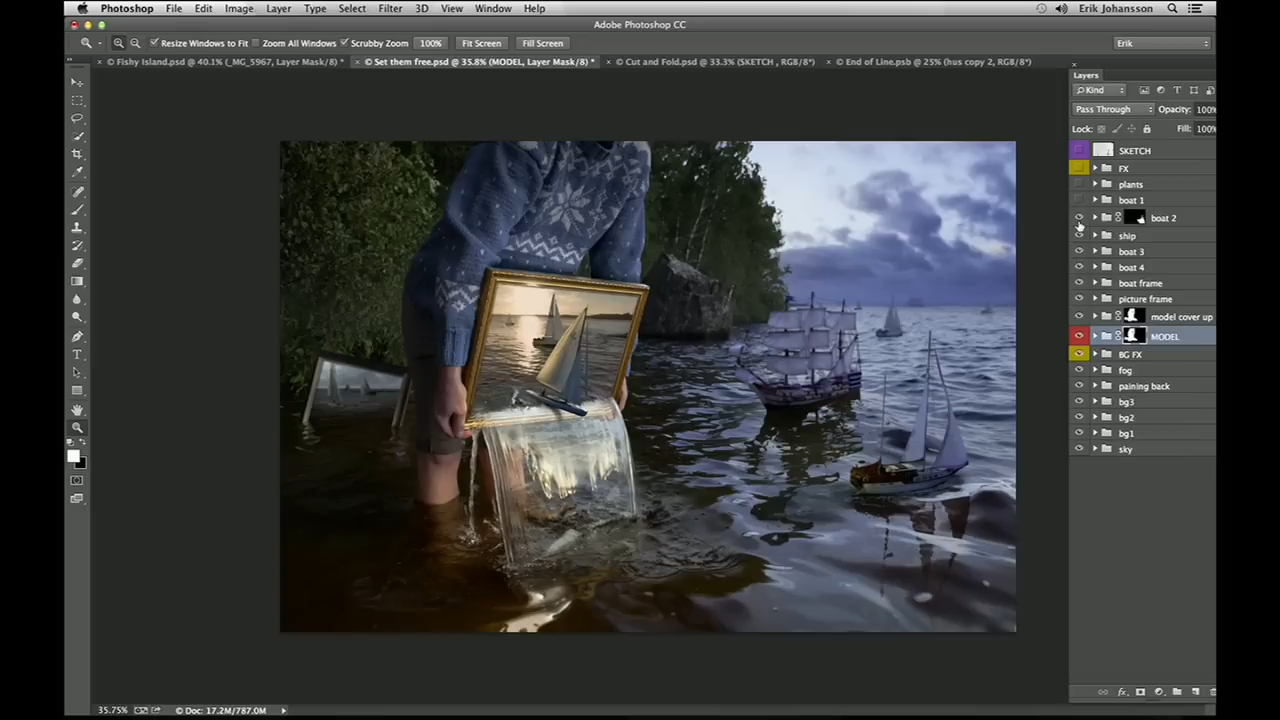 Photoshop File Edit Image Layer Type Select Filter 3D View Window Help Erik Johansson
Adobe Photoshop CC
Resize Windows to Fit Zoom All Windows Scrubby Zoom 100% Fit Screen Fill Screen Erik
× © Fishy Island.psd @ 40.1% (_MG_5967, Layer Mask/8) * × © Set them free.psd @ 35.8% (MODEL, Layer Mask/8) * × © Cut and Fold.psd @ 33.3% (SKETCH , RGB/8*) × © End of Line.psb @ 25% (hus copy 2, RGB/8*)
Layers
Kind
Pass Through Opacity: 100%
Lock: Fill: 100%
SKETCH
FX
plants
boat 1
boat 2
ship
boat 3
boat 4
boat frame
picture frame
model cover up
MODEL
BG FX
fog
paining back
bg3
bg2
bg1
sky
35.75% © Doc: 17.2M/787.0M